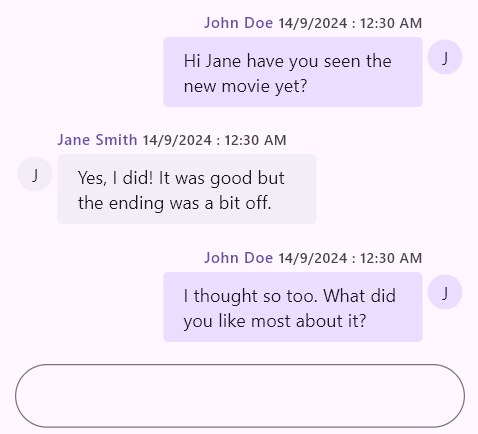 John Doe 14/9/2024 : 12:30 AM
Hi Jane have you seen the
new movie yet?
J
Jane Smith 14/9/2024 : 12:30 AM
J
Yes, I did! It was good but
the ending was a bit off.
John Doe 14/9/2024 : 12:30 AM
I thought so too. What did
you like most about it?
J